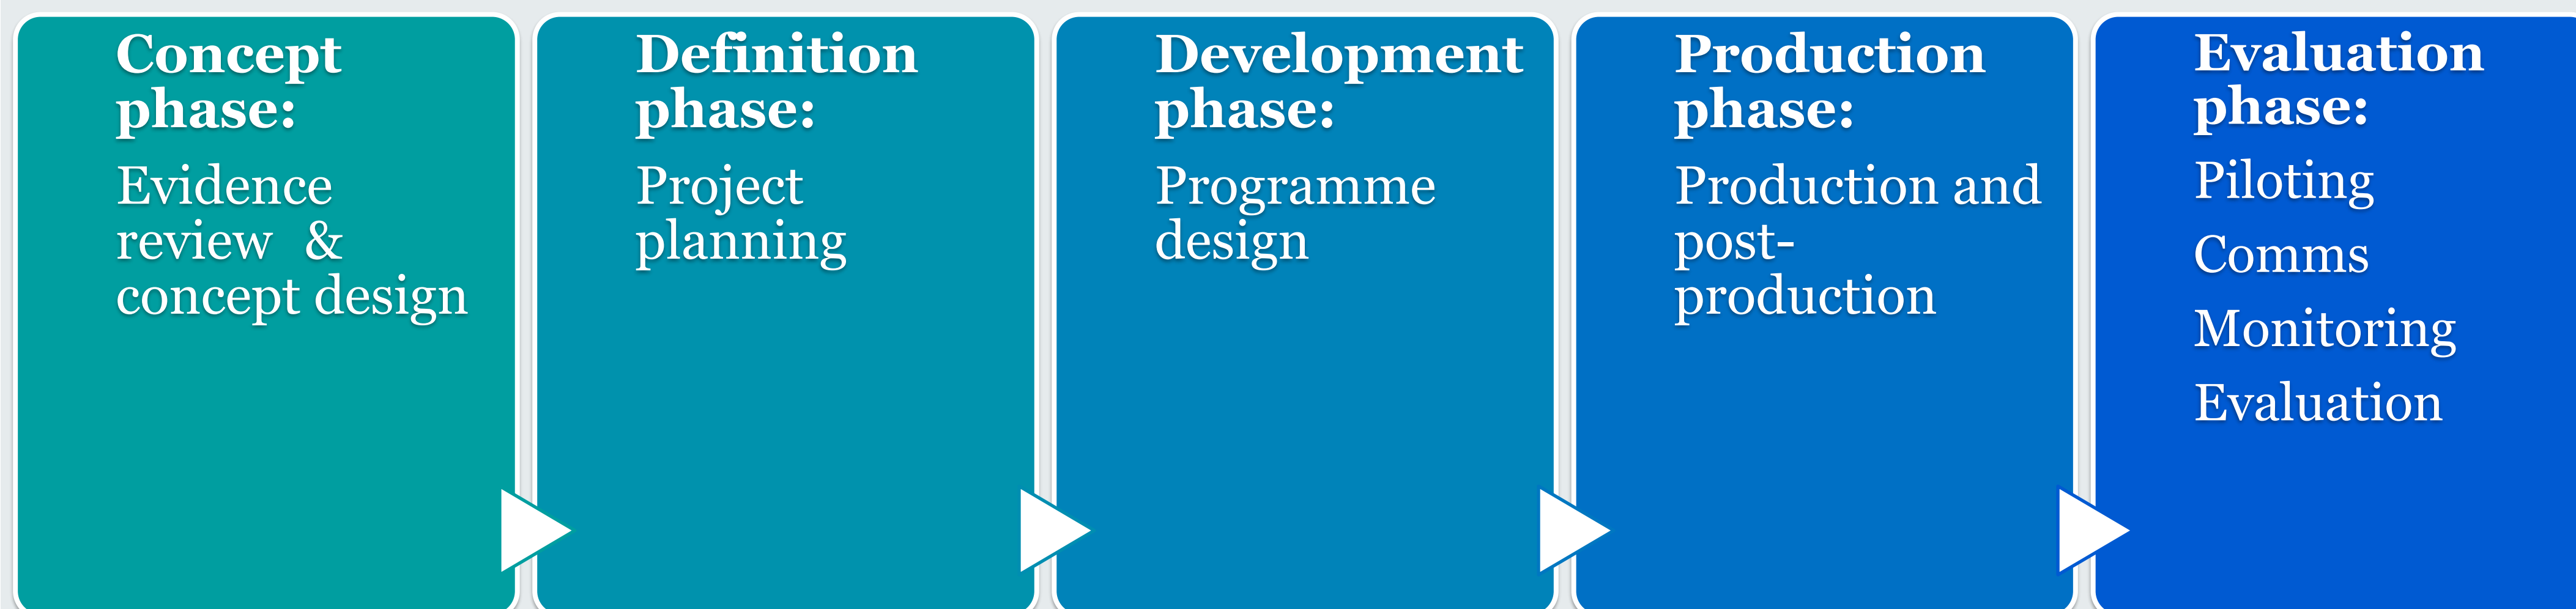 Concept
phase:
Evidence
review &
concept design
Definition
phase:
Project
planning
Development
phase:
Programme
design
Production
phase:
Production and
post-
production
Evaluation
phase:
Piloting
Comms
Monitoring
Evaluation